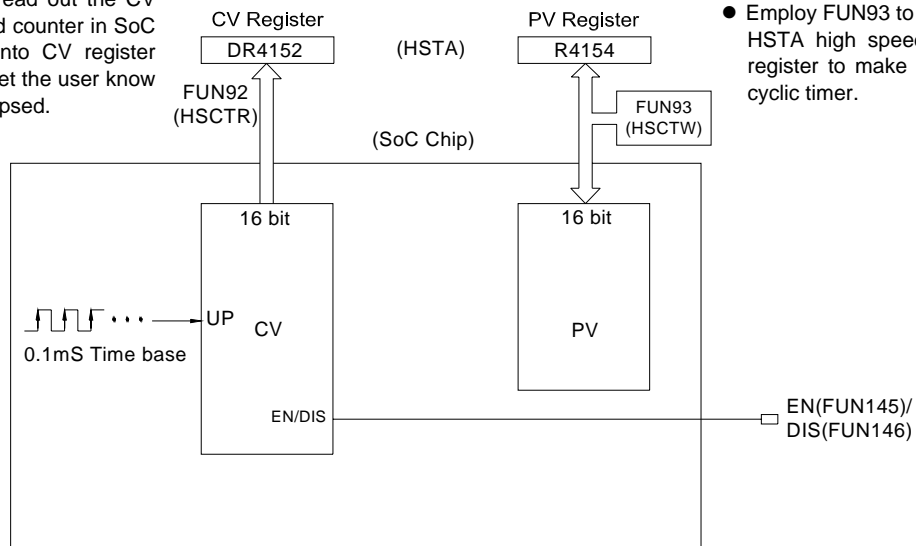 read out the CV
d counter in SoC
nto CV register
et the user know
psed.
CV Register
DR4152
(HSTA)
PV Register
R4154
● Employ FUN93 to
HSTA high speed
register to make
cyclic timer.
FUN92
(HSCTR)
FUN93
(HSCTW)
(SoC Chip)
16 bit
16 bit
UP
CV
PV
0.1mS Time base
EN/DIS
EN(FUN145)/
DIS(FUN146)